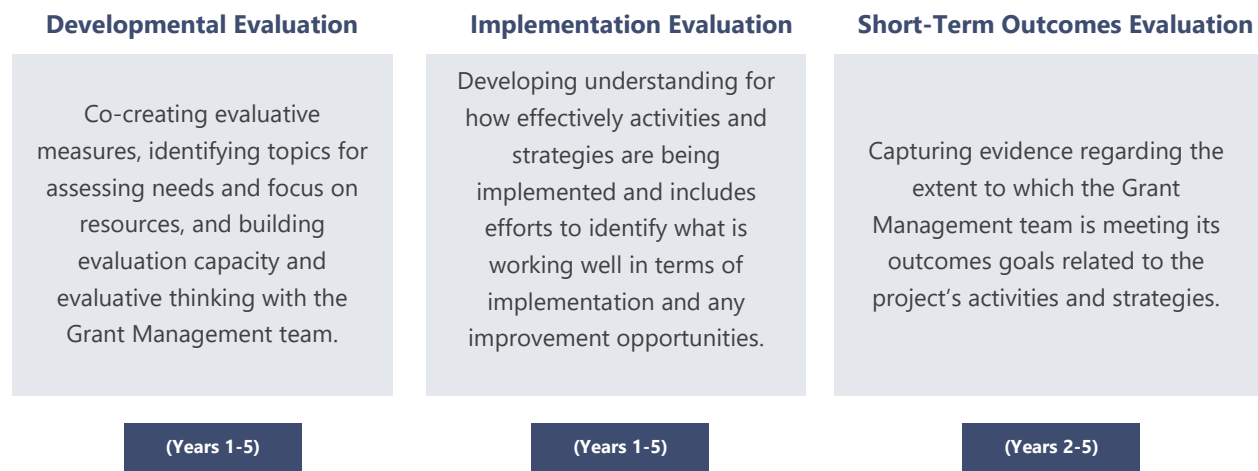 Developmental Evaluation
Co-creating evaluative
measures, identifying topics for
assessing needs and focus on
resources, and building
evaluation capacity and
evaluative thinking with the
Grant Management team.
(Years 1-5)
Implementation Evaluation
Developing understanding for
how effectively activities and
strategies are being
implemented and includes
efforts to identify what is
working well in terms of
implementation and any
improvement opportunities.
(Years 1-5)
Short-Term Outcomes Evaluation
Capturing evidence regarding the
extent to which the Grant
Management team is meeting its
outcomes goals related to the
project’s activities and strategies.
(Years 2-5)